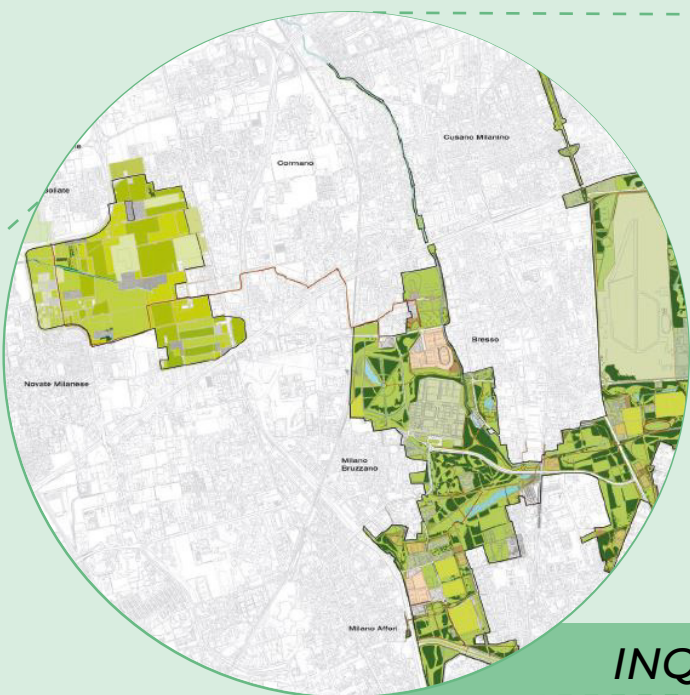 Cusano Milanino
Cormano
Bresso
Novate Milanese
Milano
Bruzzano
Milano Affori
INQ